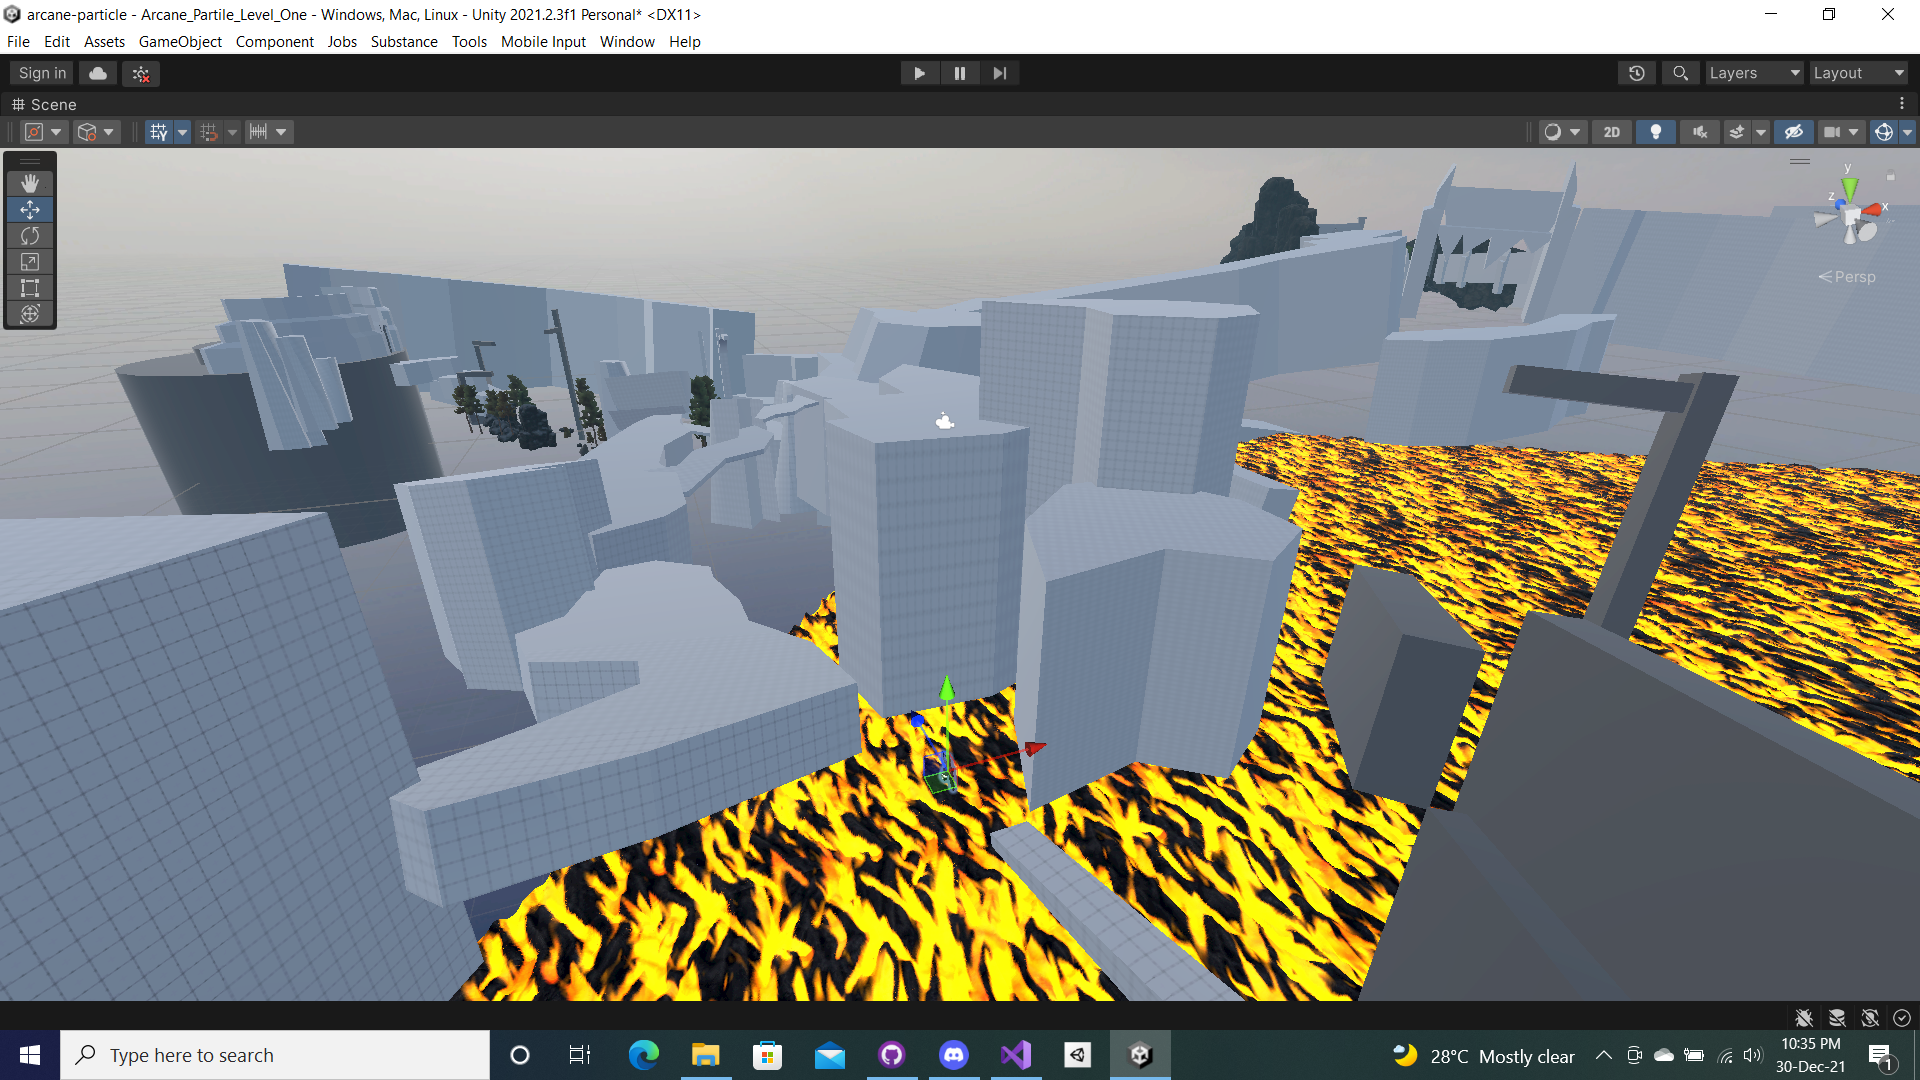 arcane-particle - Arcane_Partile_Level_One - Windows, Mac, Linux - Unity 2021.2.3f1 Personal* <DX11>
File Edit Assets GameObject Component Jobs Substance Tools Mobile Input Window Help
Sign in Layers Layout
Scene
2D
y
z
x
Persp
Type here to search
28°C Mostly clear
10:35 PM
30-Dec-21
1